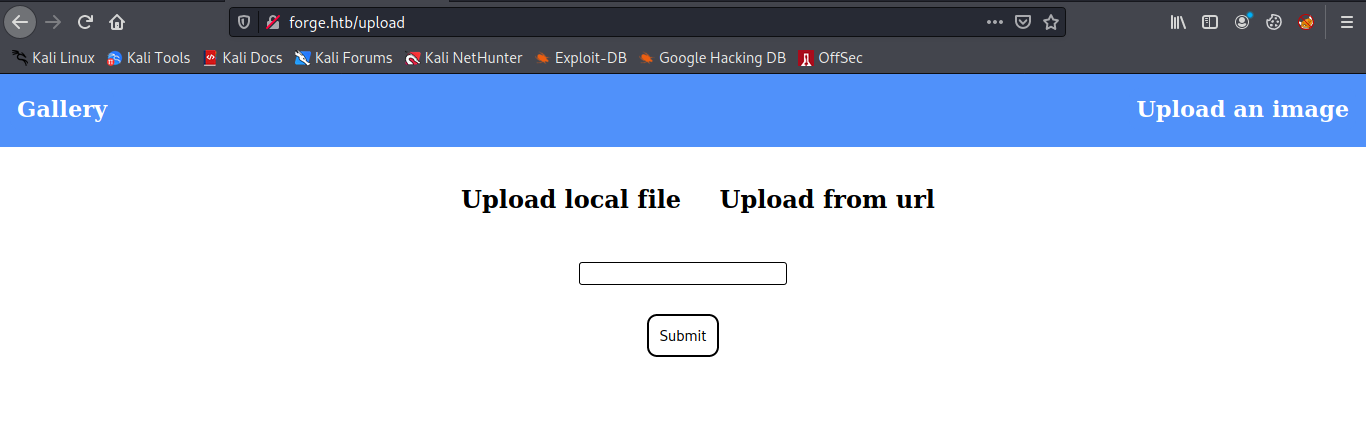 forge.htb/upload
Kali Linux Kali Tools Kali Docs Kali Forums Kali NetHunter Exploit-DB Google Hacking DB OffSec
Gallery Upload an image
Upload local file Upload from url
Submit